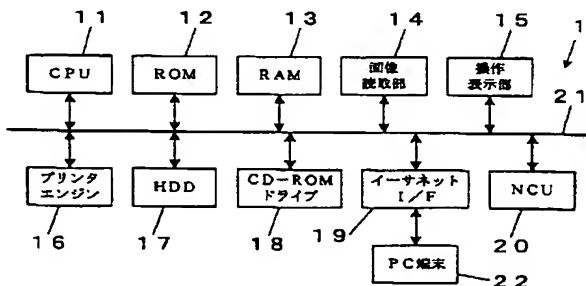 11 12 13 14 15 1
CPU ROM RAM 画像 操作
読取部 表示部
21
プリンタ HDD CD-ROM イーサネット NCU
エンジン ドライブ I/F
16 17 18 19 20
PC端末
22